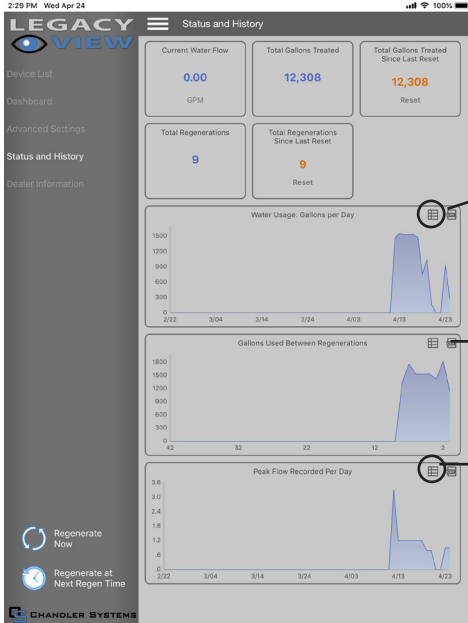 2:29 PM Wed Apr 24
100%
LEGACY
VIEW
Device List
Dashboard
Advanced Settings
Status and History
Dealer Information
Regenerate
Now
Regenerate at
Next Regen Time
CHANDLER SYSTEMS
Status and History
Current Water Flow
0.00
GPM
Total Gallons Treated
12,308
Total Gallons Treated
Since Last Reset
12,308
Reset
Total Regenerations
9
Total Regenerations
Since Last Reset
9
Reset
Water Usage: Gallons per Day
1500
1200
900
600
300
0
2/22 3/04 3/14 3/24 4/03 4/13 4/23
Gallons Used Between Regenerations
1800
1500
1200
900
600
300
0
42 32 22 12 2
Peak Flow Recorded Per Day
3.6
3.0
2.4
1.8
1.2
.6
.0
2/22 3/04 3/14 3/24 4/03 4/13 4/23